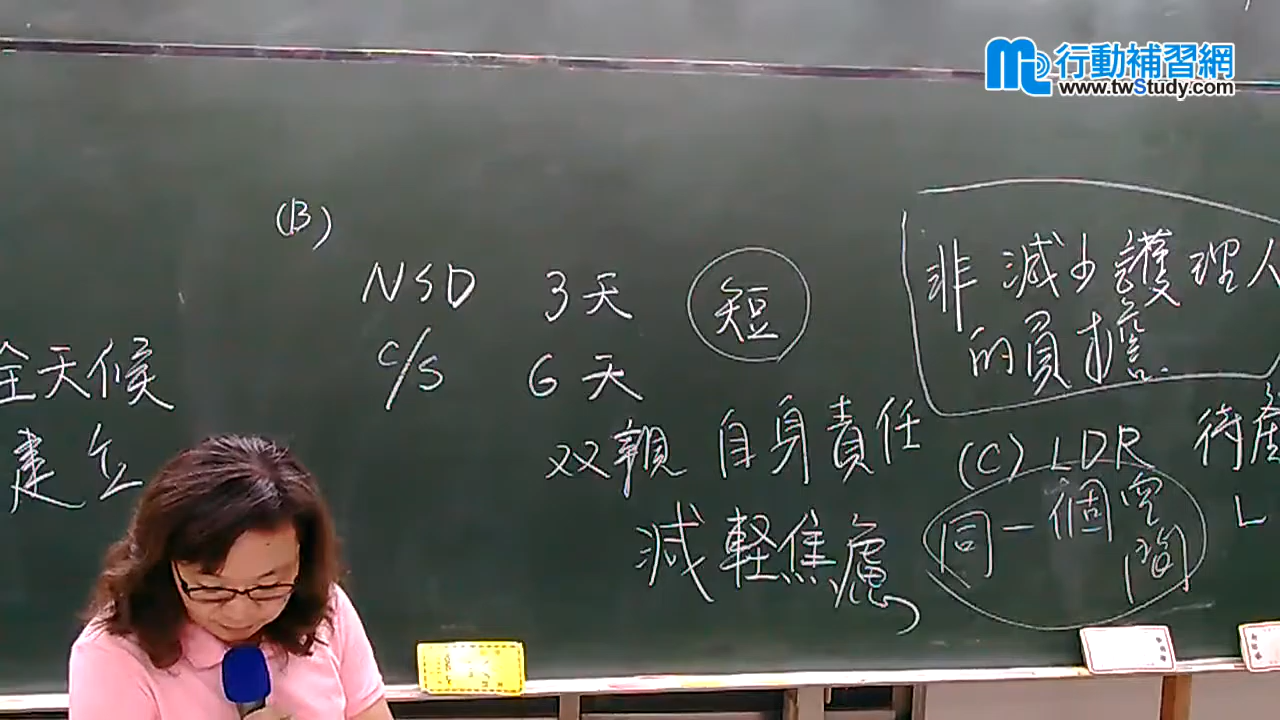 行動補習網
www.twStudy.com
(B)
NSD 3天 短
C/S 6天
全天候
建立
双親 自身責任
減軽焦慮
非減少護理人
的負擔
(C) LDR 待產
同一個空間
L